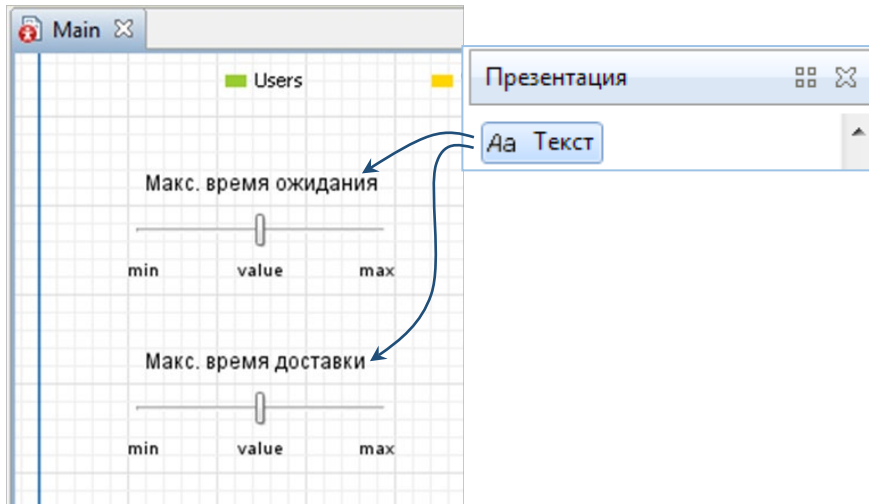 Main
Users
Презентация
Aa Текст
Макс. время ожидания
min value max
Макс. время доставки
min value max